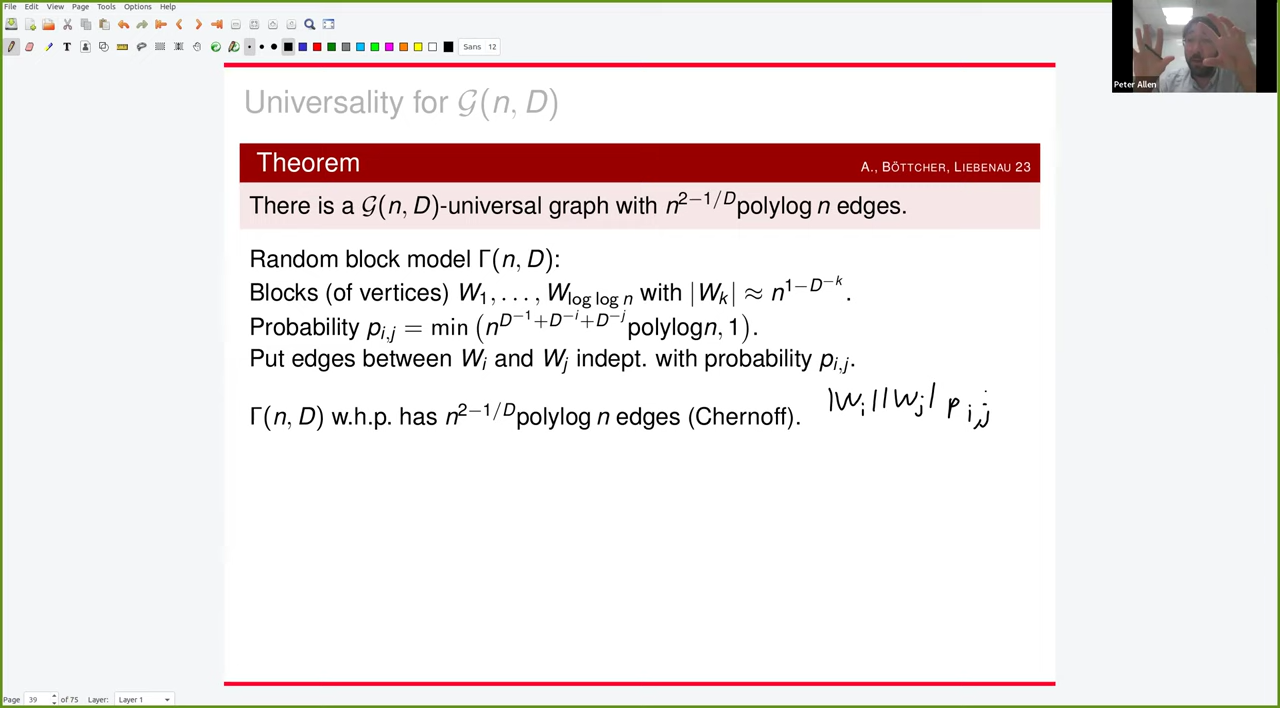 File Edit View Page Tools Options Help
T Sans 12
Peter Allen
Universality for 𝒢(n, D)
Theorem A., BÖTTCHER, LIEBENAU 23
There is a 𝒢(n, D)-universal graph with n^{2−1/D}polylog n edges.
Random block model Γ(n, D):
Blocks (of vertices) W_1, …, W_{log log n} with |W_k| ≈ n^{1−D^{−k}}.
Probability p_{i,j} = min (n^{D^{−1}+D^{−i}+D^{−j}}polylogn, 1).
Put edges between W_i and W_j indept. with probability p_{i,j}.
|W_i||W_j| p_{i,j}
Γ(n, D) w.h.p. has n^{2−1/D}polylog n edges (Chernoff).
Page 39 of 75 Layer: Layer 1